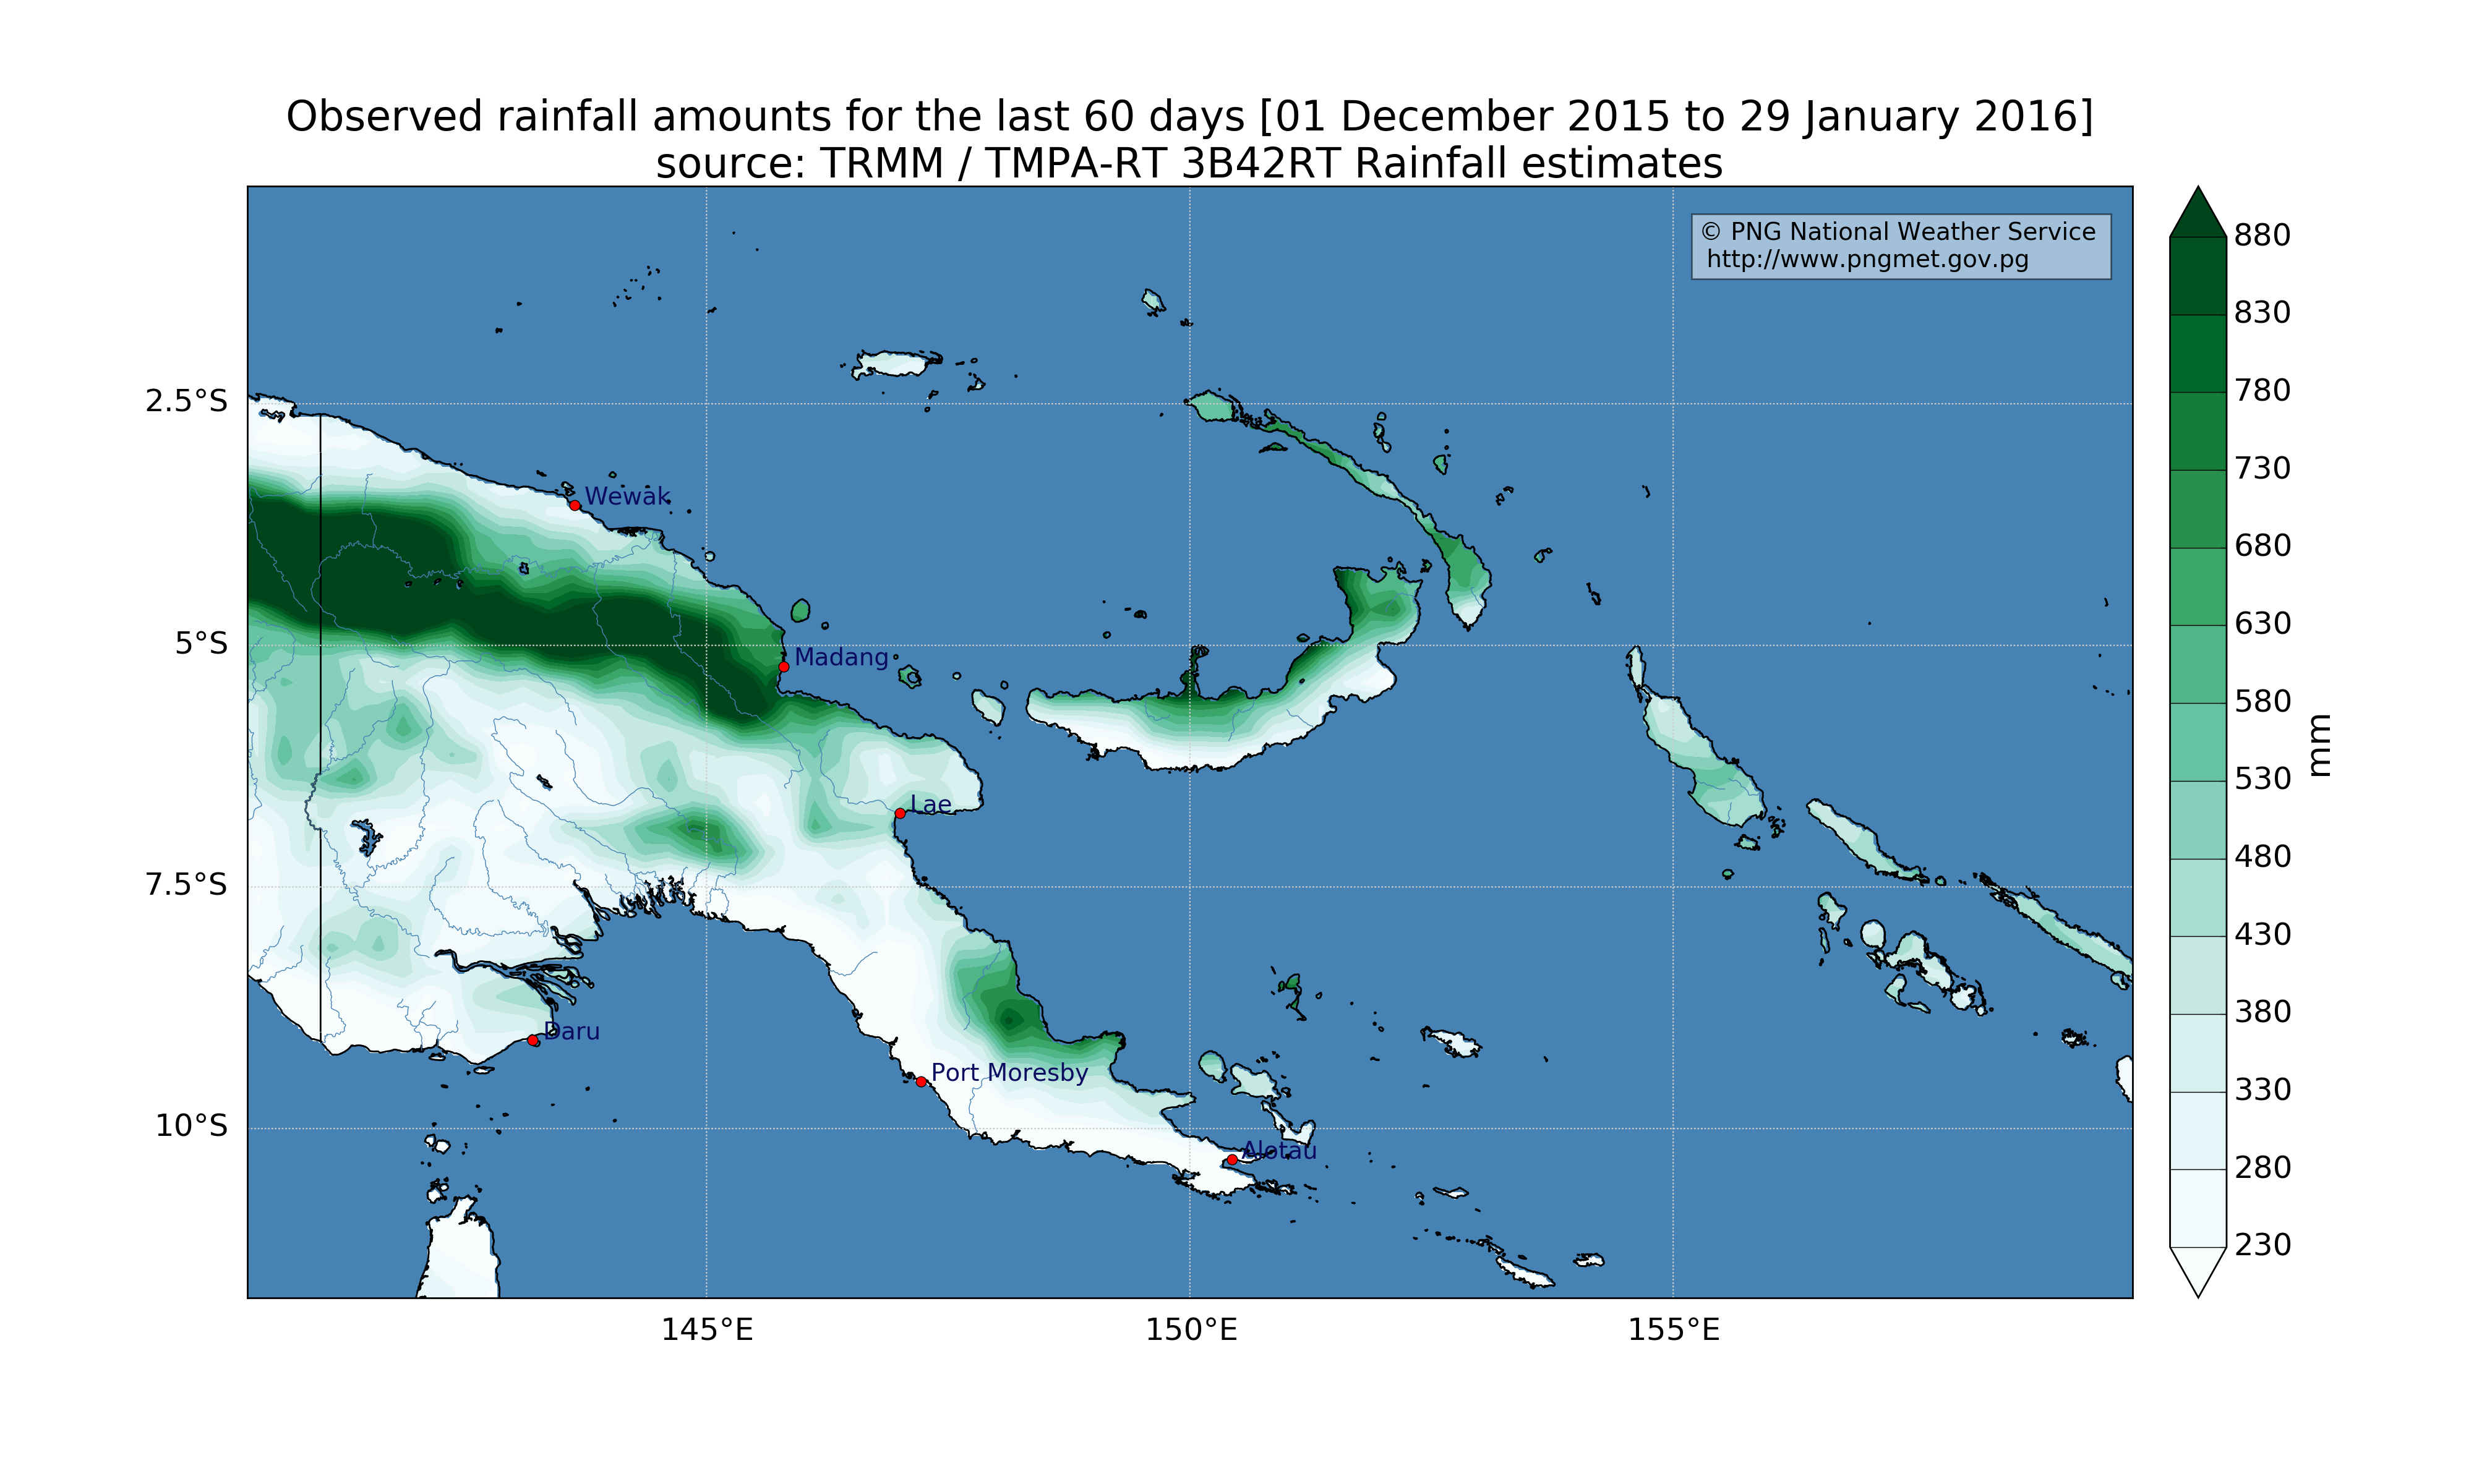 Observed rainfall amounts for the last 60 days [01 December 2015 to 29 January 2016]
source: TRMM / TMPA-RT 3B42RT Rainfall estimates
© PNG National Weather Service
http://www.pngmet.gov.pg
2.5°S
5°S
7.5°S
10°S
Wewak
Madang
Lae
Daru
Port Moresby
Alotau
145°E
150°E
155°E
880
830
780
730
680
630
580
530
480
430
380
330
280
230
mm